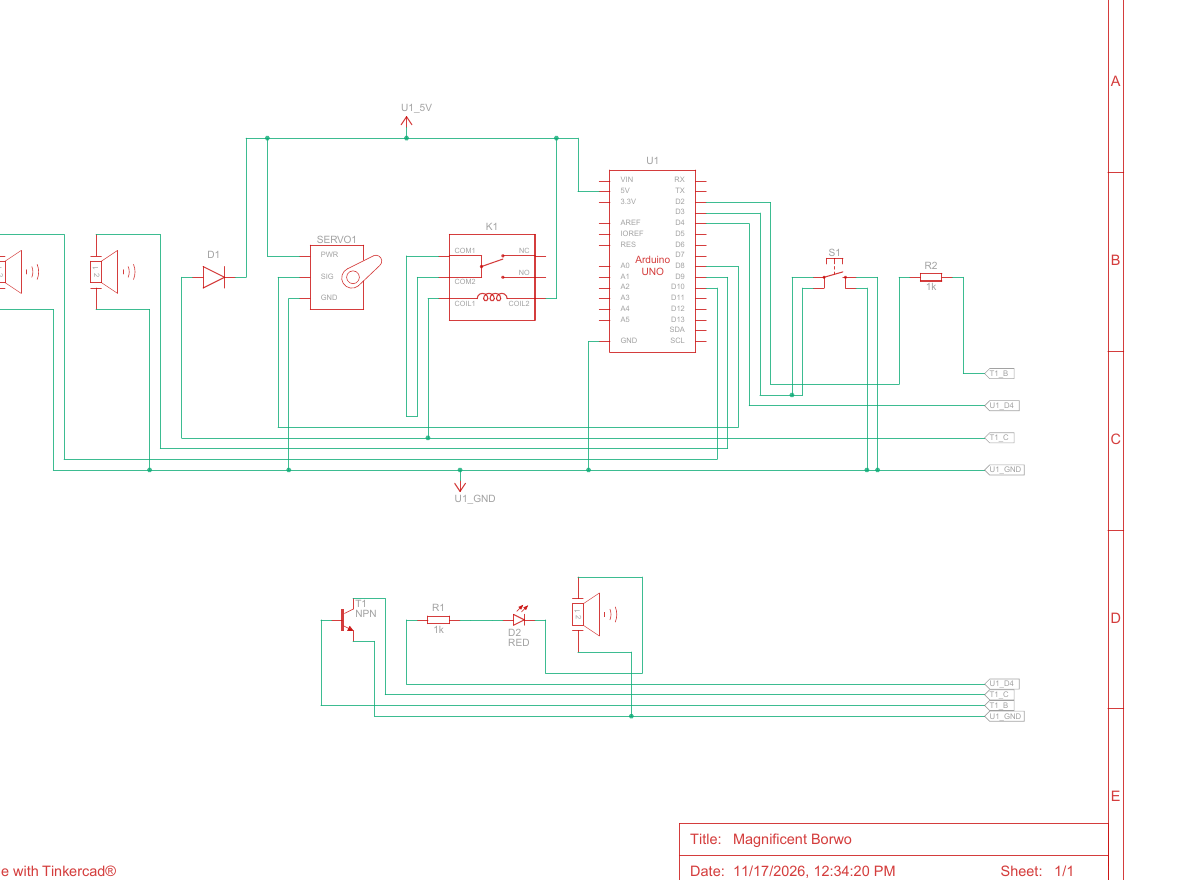 A
U1_5V
U1
VIN
RX
5V
TX
3.3V
D2
D3
AREF
D4
IOREF
D5
RES
D6
D7
A0
D8
A1
D9
A2
D10
A3
D11
A4
D12
A5
D13
SDA
GND
SCL
Arduino
UNO
K1
COM1
NC
NO
COM2
COIL1
COIL2
SERVO1
PWR
SIG
GND
D1
L 2
L 2
S1
R2
1k
B
T1_B
U1_D4
T1_C
U1_GND
C
U1_GND
T1
NPN
R1
1k
D2
RED
L 2
D
U1_D4
T1_C
T1_B
U1_GND
E
Title: Magnificent Borwo
e with Tinkercad®
Date: 11/17/2026, 12:34:20 PM
Sheet: 1/1